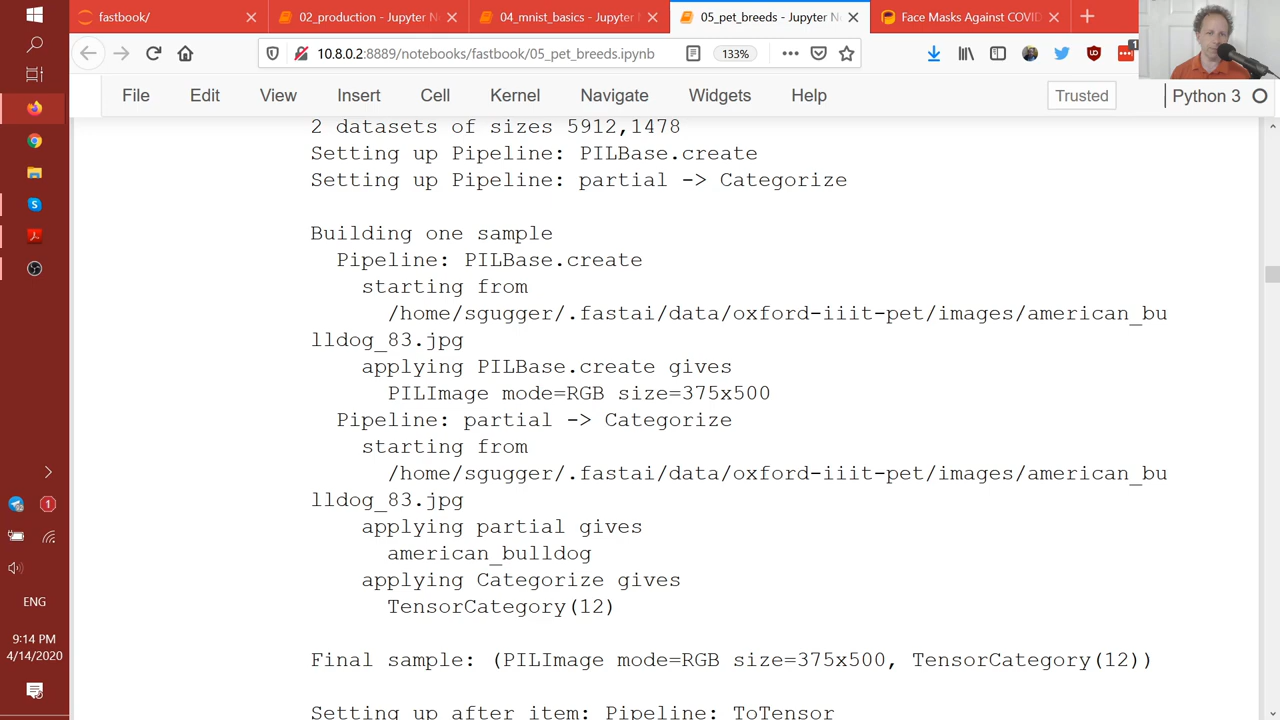 fastbook/
02_production - Jupyter N
04_mnist_basics - Jupyter
05_pet_breeds - Jupyter N
Face Masks Against COVID
10.8.0.2:8889/notebooks/fastbook/05_pet_breeds.ipynb
133%
1
File Edit View Insert Cell Kernel Navigate Widgets Help
Trusted
Python 3
2 datasets of sizes 5912,1478
Setting up Pipeline: PILBase.create
Setting up Pipeline: partial -> Categorize
Building one sample
Pipeline: PILBase.create
starting from
/home/sgugger/.fastai/data/oxford-iiit-pet/images/american_bu
lldog_83.jpg
applying PILBase.create gives
PILImage mode=RGB size=375x500
Pipeline: partial -> Categorize
starting from
/home/sgugger/.fastai/data/oxford-iiit-pet/images/american_bu
lldog_83.jpg
applying partial gives
american_bulldog
applying Categorize gives
TensorCategory(12)
Final sample: (PILImage mode=RGB size=375x500, TensorCategory(12))
Setting up after item: Pipeline: ToTensor
1
ENG
9:14 PM
4/14/2020